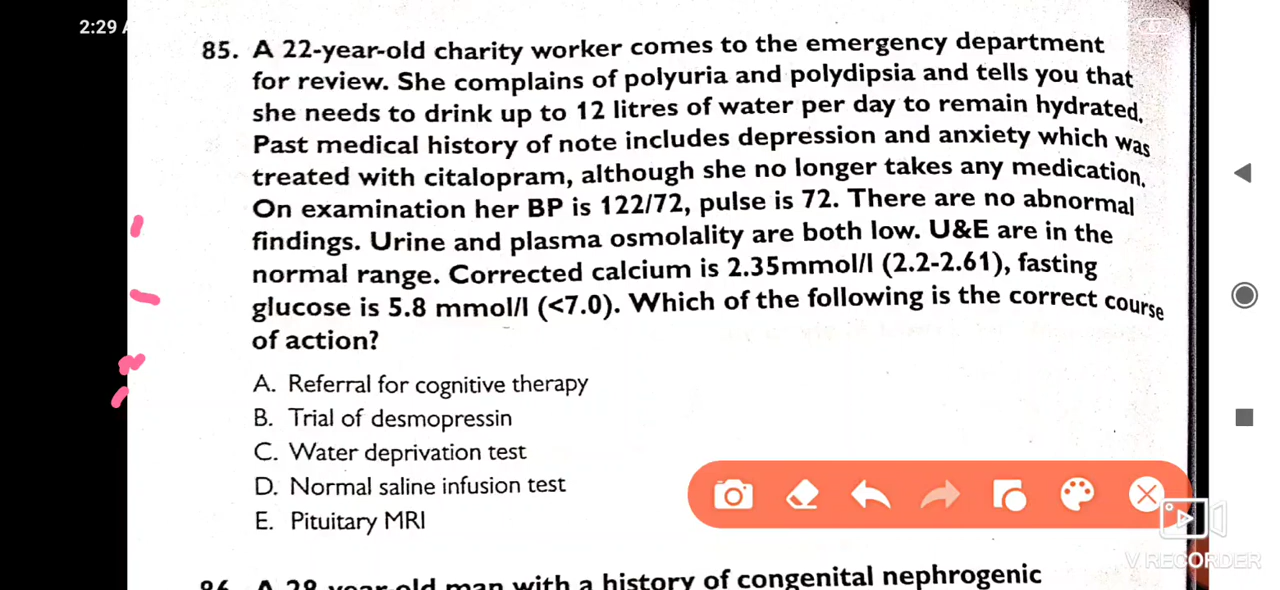 2:29
85. A 22-year-old charity worker comes to the emergency department
for review. She complains of polyuria and polydipsia and tells you that
she needs to drink up to 12 litres of water per day to remain hydrated.
Past medical history of note includes depression and anxiety which was
treated with citalopram, although she no longer takes any medication.
On examination her BP is 122/72, pulse is 72. There are no abnormal
findings. Urine and plasma osmolality are both low. U&E are in the
normal range. Corrected calcium is 2.35mmol/l (2.2-2.61), fasting
glucose is 5.8 mmol/l (<7.0). Which of the following is the correct course
of action?
A. Referral for cognitive therapy
B. Trial of desmopressin
C. Water deprivation test
D. Normal saline infusion test
E. Pituitary MRI
V RECORDER
86. A 28-year-old man with a history of congenital nephrogenic